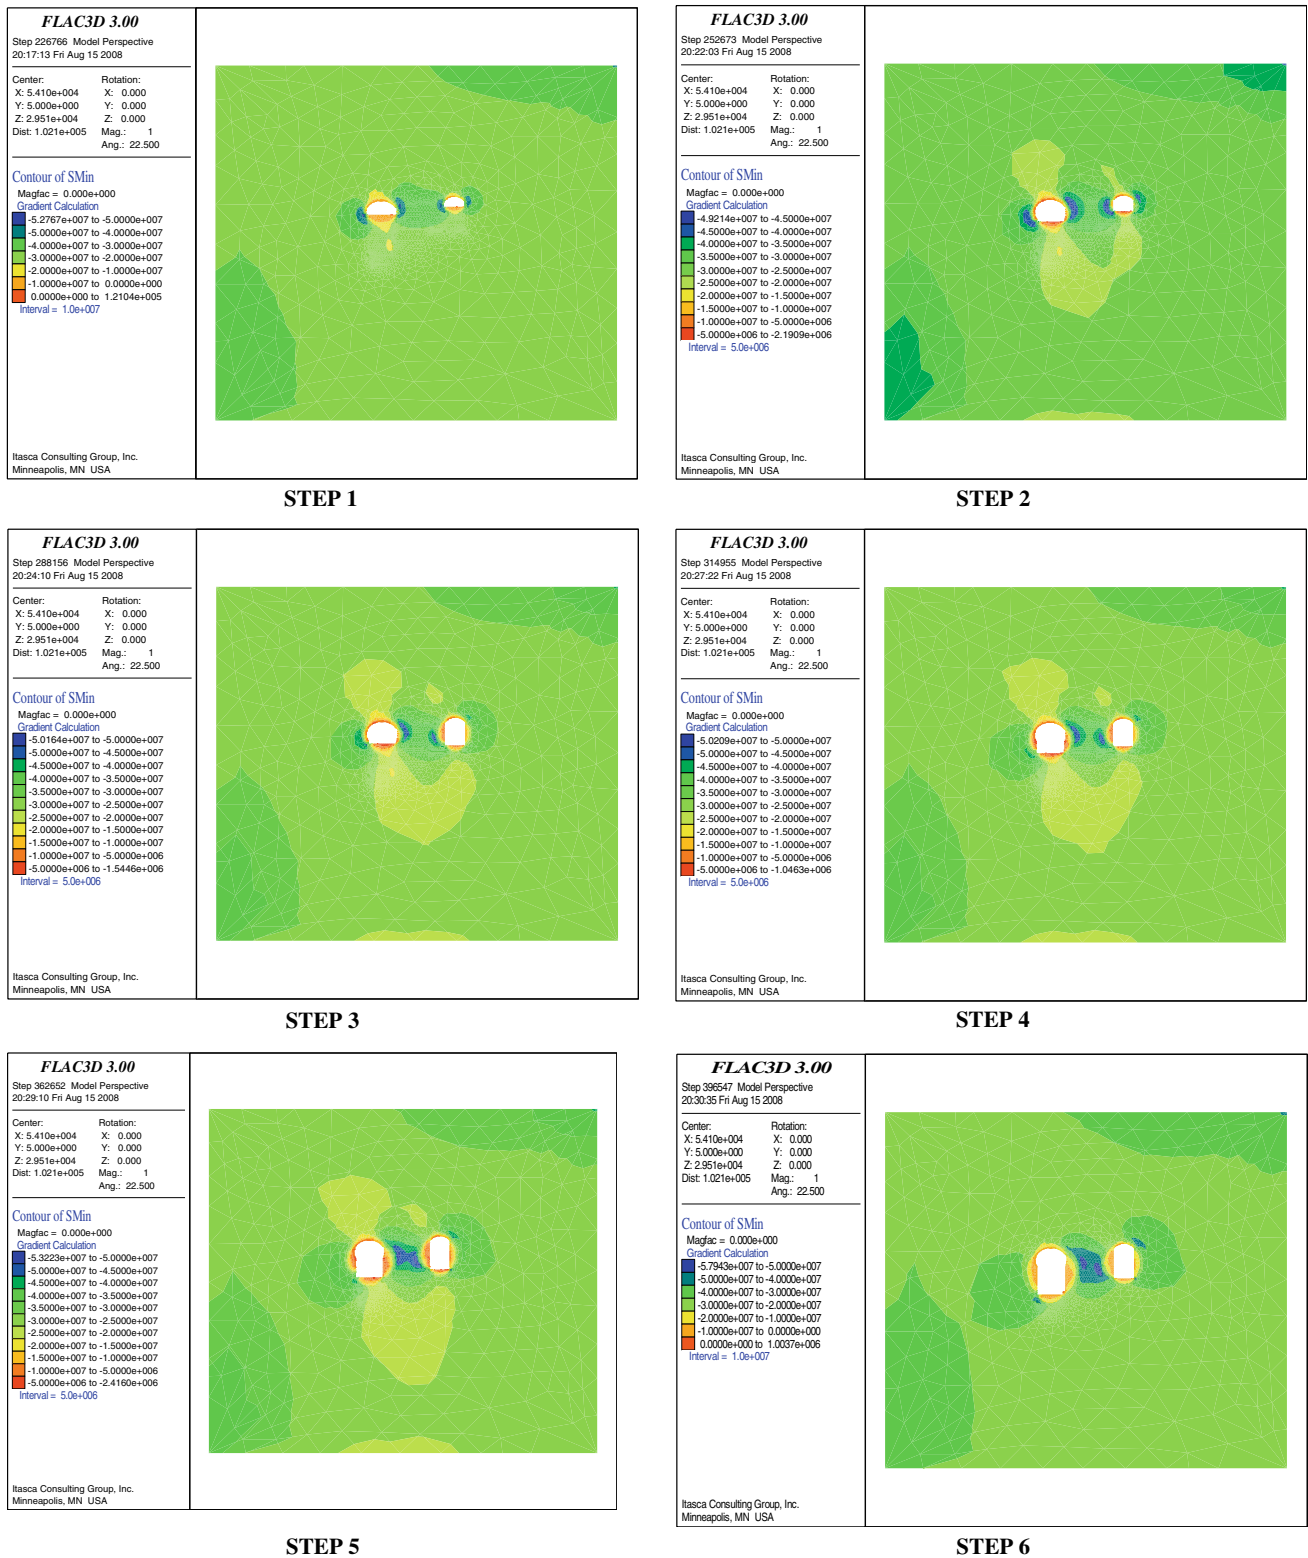 FLAC3D 3.00
Step 226766 Model Perspective
20:17:13 Fri Aug 15 2008
Center: Rotation:
X: 5.410e+004 X: 0.000
Y: 5.000e+000 Y: 0.000
Z: 2.951e+004 Z: 0.000
Dist: 1.021e+005 Mag.: 1
Ang.: 22.500
Contour of SMin
Magfac = 0.000e+000
Gradient Calculation
-5.2767e+007 to -5.0000e+007
-5.0000e+007 to -4.0000e+007
-4.0000e+007 to -3.0000e+007
-3.0000e+007 to -2.0000e+007
-2.0000e+007 to -1.0000e+007
-1.0000e+007 to 0.0000e+000
0.0000e+000 to 1.2104e+005
Interval = 1.0e+007
Itasca Consulting Group, Inc.
Minneapolis, MN USA
STEP 1
FLAC3D 3.00
Step 252673 Model Perspective
20:22:03 Fri Aug 15 2008
Center: Rotation:
X: 5.410e+004 X: 0.000
Y: 5.000e+000 Y: 0.000
Z: 2.951e+004 Z: 0.000
Dist: 1.021e+005 Mag.: 1
Ang.: 22.500
Contour of SMin
Magfac = 0.000e+000
Gradient Calculation
-4.9214e+007 to -4.5000e+007
-4.5000e+007 to -4.0000e+007
-4.0000e+007 to -3.5000e+007
-3.5000e+007 to -3.0000e+007
-3.0000e+007 to -2.5000e+007
-2.5000e+007 to -2.0000e+007
-2.0000e+007 to -1.5000e+007
-1.5000e+007 to -1.0000e+007
-1.0000e+007 to -5.0000e+006
-5.0000e+006 to -2.1909e+006
Interval = 5.0e+006
Itasca Consulting Group, Inc.
Minneapolis, MN USA
STEP 2
FLAC3D 3.00
Step 288156 Model Perspective
20:24:10 Fri Aug 15 2008
Center: Rotation:
X: 5.410e+004 X: 0.000
Y: 5.000e+000 Y: 0.000
Z: 2.951e+004 Z: 0.000
Dist: 1.021e+005 Mag.: 1
Ang.: 22.500
Contour of SMin
Magfac = 0.000e+000
Gradient Calculation
-5.0164e+007 to -5.0000e+007
-5.0000e+007 to -4.5000e+007
-4.5000e+007 to -4.0000e+007
-4.0000e+007 to -3.5000e+007
-3.5000e+007 to -3.0000e+007
-3.0000e+007 to -2.5000e+007
-2.5000e+007 to -2.0000e+007
-2.0000e+007 to -1.5000e+007
-1.5000e+007 to -1.0000e+007
-1.0000e+007 to -5.0000e+006
-5.0000e+006 to -1.5446e+006
Interval = 5.0e+006
Itasca Consulting Group, Inc.
Minneapolis, MN USA
STEP 3
FLAC3D 3.00
Step 314955 Model Perspective
20:27:22 Fri Aug 15 2008
Center: Rotation:
X: 5.410e+004 X: 0.000
Y: 5.000e+000 Y: 0.000
Z: 2.951e+004 Z: 0.000
Dist: 1.021e+005 Mag.: 1
Ang.: 22.500
Contour of SMin
Magfac = 0.000e+000
Gradient Calculation
-5.0209e+007 to -5.0000e+007
-5.0000e+007 to -4.5000e+007
-4.5000e+007 to -4.0000e+007
-4.0000e+007 to -3.5000e+007
-3.5000e+007 to -3.0000e+007
-3.0000e+007 to -2.5000e+007
-2.5000e+007 to -2.0000e+007
-2.0000e+007 to -1.5000e+007
-1.5000e+007 to -1.0000e+007
-1.0000e+007 to -5.0000e+006
-5.0000e+006 to -1.0463e+006
Interval = 5.0e+006
Itasca Consulting Group, Inc.
Minneapolis, MN USA
STEP 4
FLAC3D 3.00
Step 362652 Model Perspective
20:29:10 Fri Aug 15 2008
Center: Rotation:
X: 5.410e+004 X: 0.000
Y: 5.000e+000 Y: 0.000
Z: 2.951e+004 Z: 0.000
Dist: 1.021e+005 Mag.: 1
Ang.: 22.500
Contour of SMin
Magfac = 0.000e+000
Gradient Calculation
-5.3223e+007 to -5.0000e+007
-5.0000e+007 to -4.5000e+007
-4.5000e+007 to -4.0000e+007
-4.0000e+007 to -3.5000e+007
-3.5000e+007 to -3.0000e+007
-3.0000e+007 to -2.5000e+007
-2.5000e+007 to -2.0000e+007
-2.0000e+007 to -1.5000e+007
-1.5000e+007 to -1.0000e+007
-1.0000e+007 to -5.0000e+006
-5.0000e+006 to -2.4160e+006
Interval = 5.0e+006
Itasca Consulting Group, Inc.
Minneapolis, MN USA
STEP 5
FLAC3D 3.00
Step 396547 Model Perspective
20:30:35 Fri Aug 15 2008
Center: Rotation:
X: 5.410e+004 X: 0.000
Y: 5.000e+000 Y: 0.000
Z: 2.951e+004 Z: 0.000
Dist: 1.021e+005 Mag.: 1
Ang.: 22.500
Contour of SMin
Magfac = 0.000e+000
Gradient Calculation
-5.7943e+007 to -5.0000e+007
-5.0000e+007 to -4.0000e+007
-4.0000e+007 to -3.0000e+007
-3.0000e+007 to -2.0000e+007
-2.0000e+007 to -1.0000e+007
-1.0000e+007 to 0.0000e+000
0.0000e+000 to 1.0037e+006
Interval = 1.0e+007
Itasca Consulting Group, Inc.
Minneapolis, MN USA
STEP 6